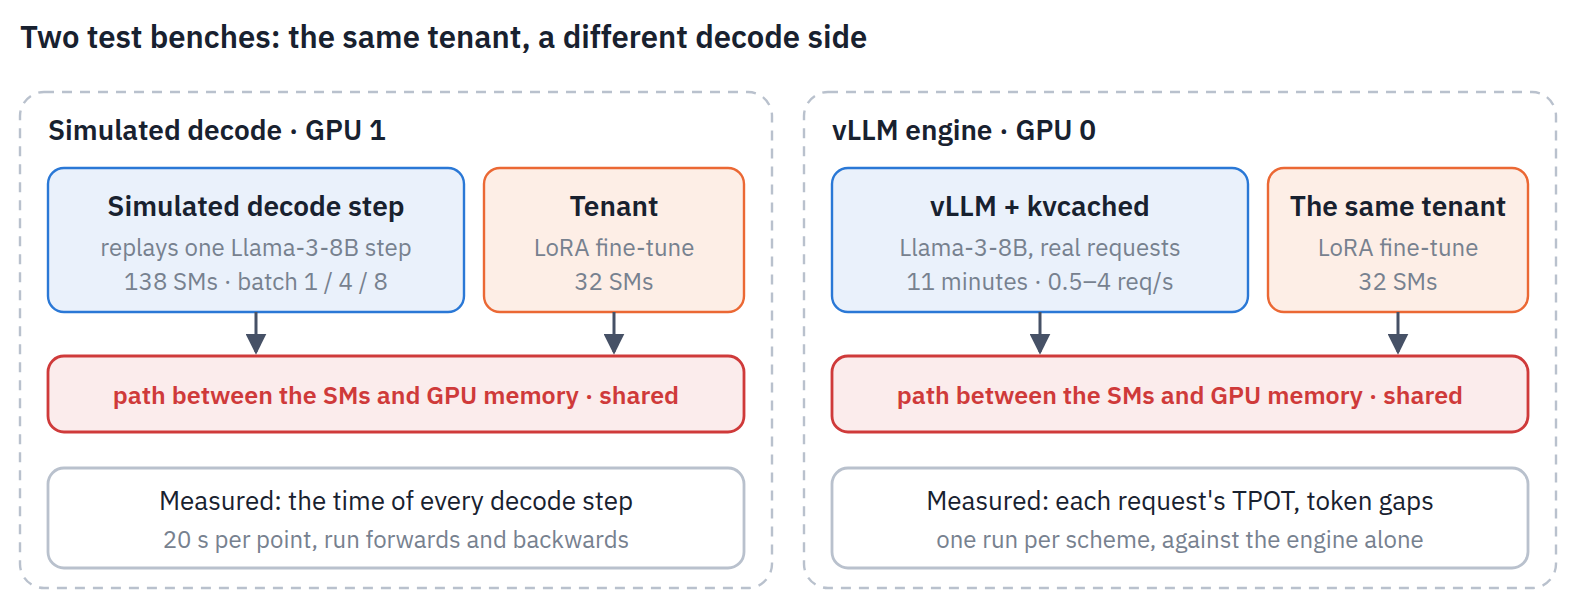 Two test benches: the same tenant, a different decode side
Simulated decode · GPU 1
Simulated decode step
replays one Llama-3-8B step
138 SMs · batch 1 / 4 / 8
Tenant
LoRA fine-tune
32 SMs
path between the SMs and GPU memory · shared
Measured: the time of every decode step
20 s per point, run forwards and backwards
vLLM engine · GPU 0
vLLM + kvcached
Llama-3-8B, real requests
11 minutes · 0.5–4 req/s
The same tenant
LoRA fine-tune
32 SMs
path between the SMs and GPU memory · shared
Measured: each request's TPOT, token gaps
one run per scheme, against the engine alone